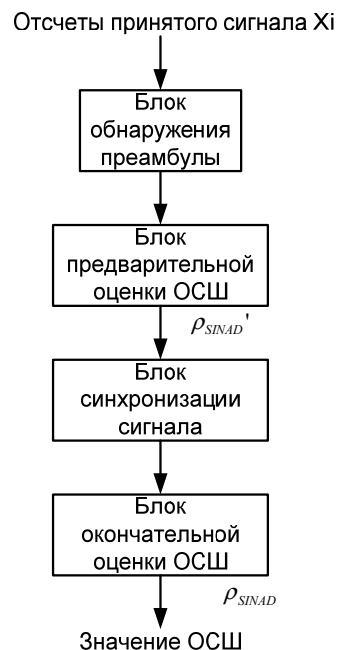 Отсчеты принятого сигнала Xi
Блок
обнаружения
преамбулы
Блок
предварительной
оценки ОСШ
ρSINAD'
Блок
синхронизации
сигнала
Блок
окончательной
оценки ОСШ
ρSINAD
Значение ОСШ